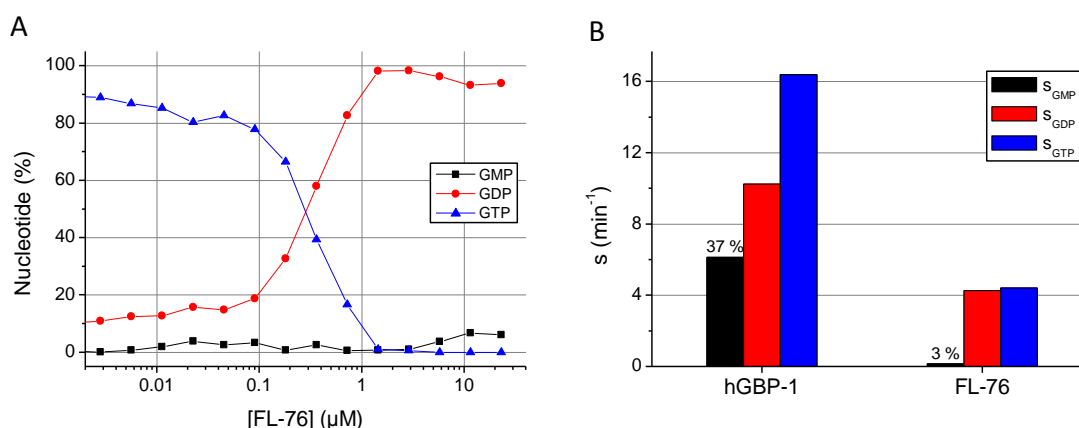 A
100
80
60
40
20
0
Nucleotide (%)
GMP
GDP
GTP
0.01 0.1 1 10
[FL-76] (µM)
B
16
12
8
4
0
s (min-1)
37 %
3 %
sGMP
sGDP
sGTP
hGBP-1 FL-76